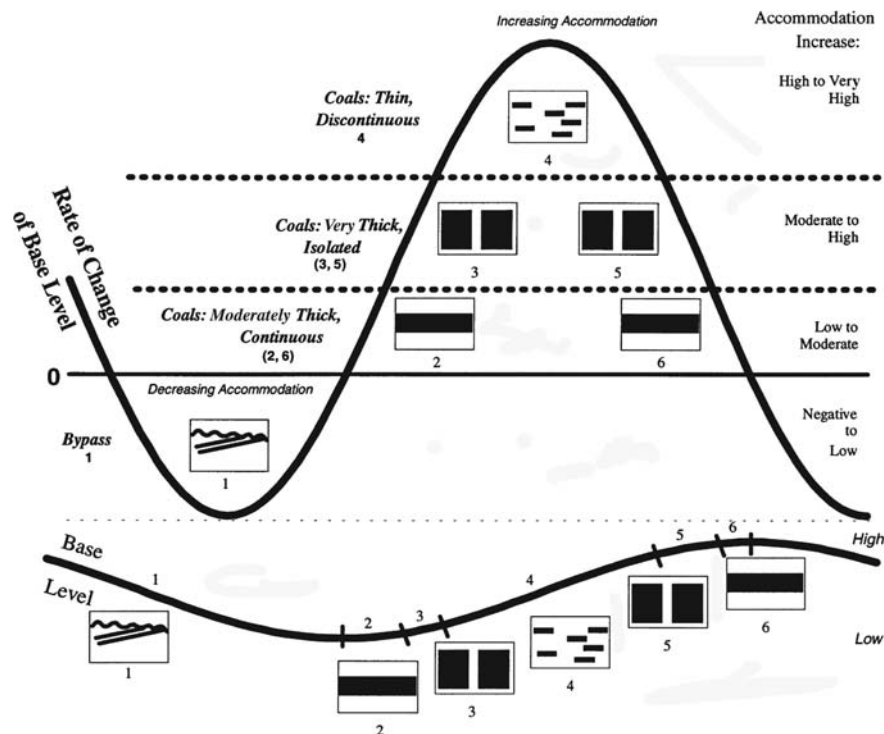 Increasing Accommodation
Accommodation
Increase:
High to Very
High
Coals: Thin,
Discontinuous
4
4
Rate of Change
of Base Level
Coals: Very Thick,
Isolated
(3, 5)
3
5
Moderate to
High
Coals: Moderately Thick,
Continuous
(2, 6)
2
6
Low to
Moderate
0
Decreasing Accommodation
Bypass
1
1
Negative
to
Low
Base
Level
1
2
3
4
5
6
High
Low
1
2
3
4
5
6